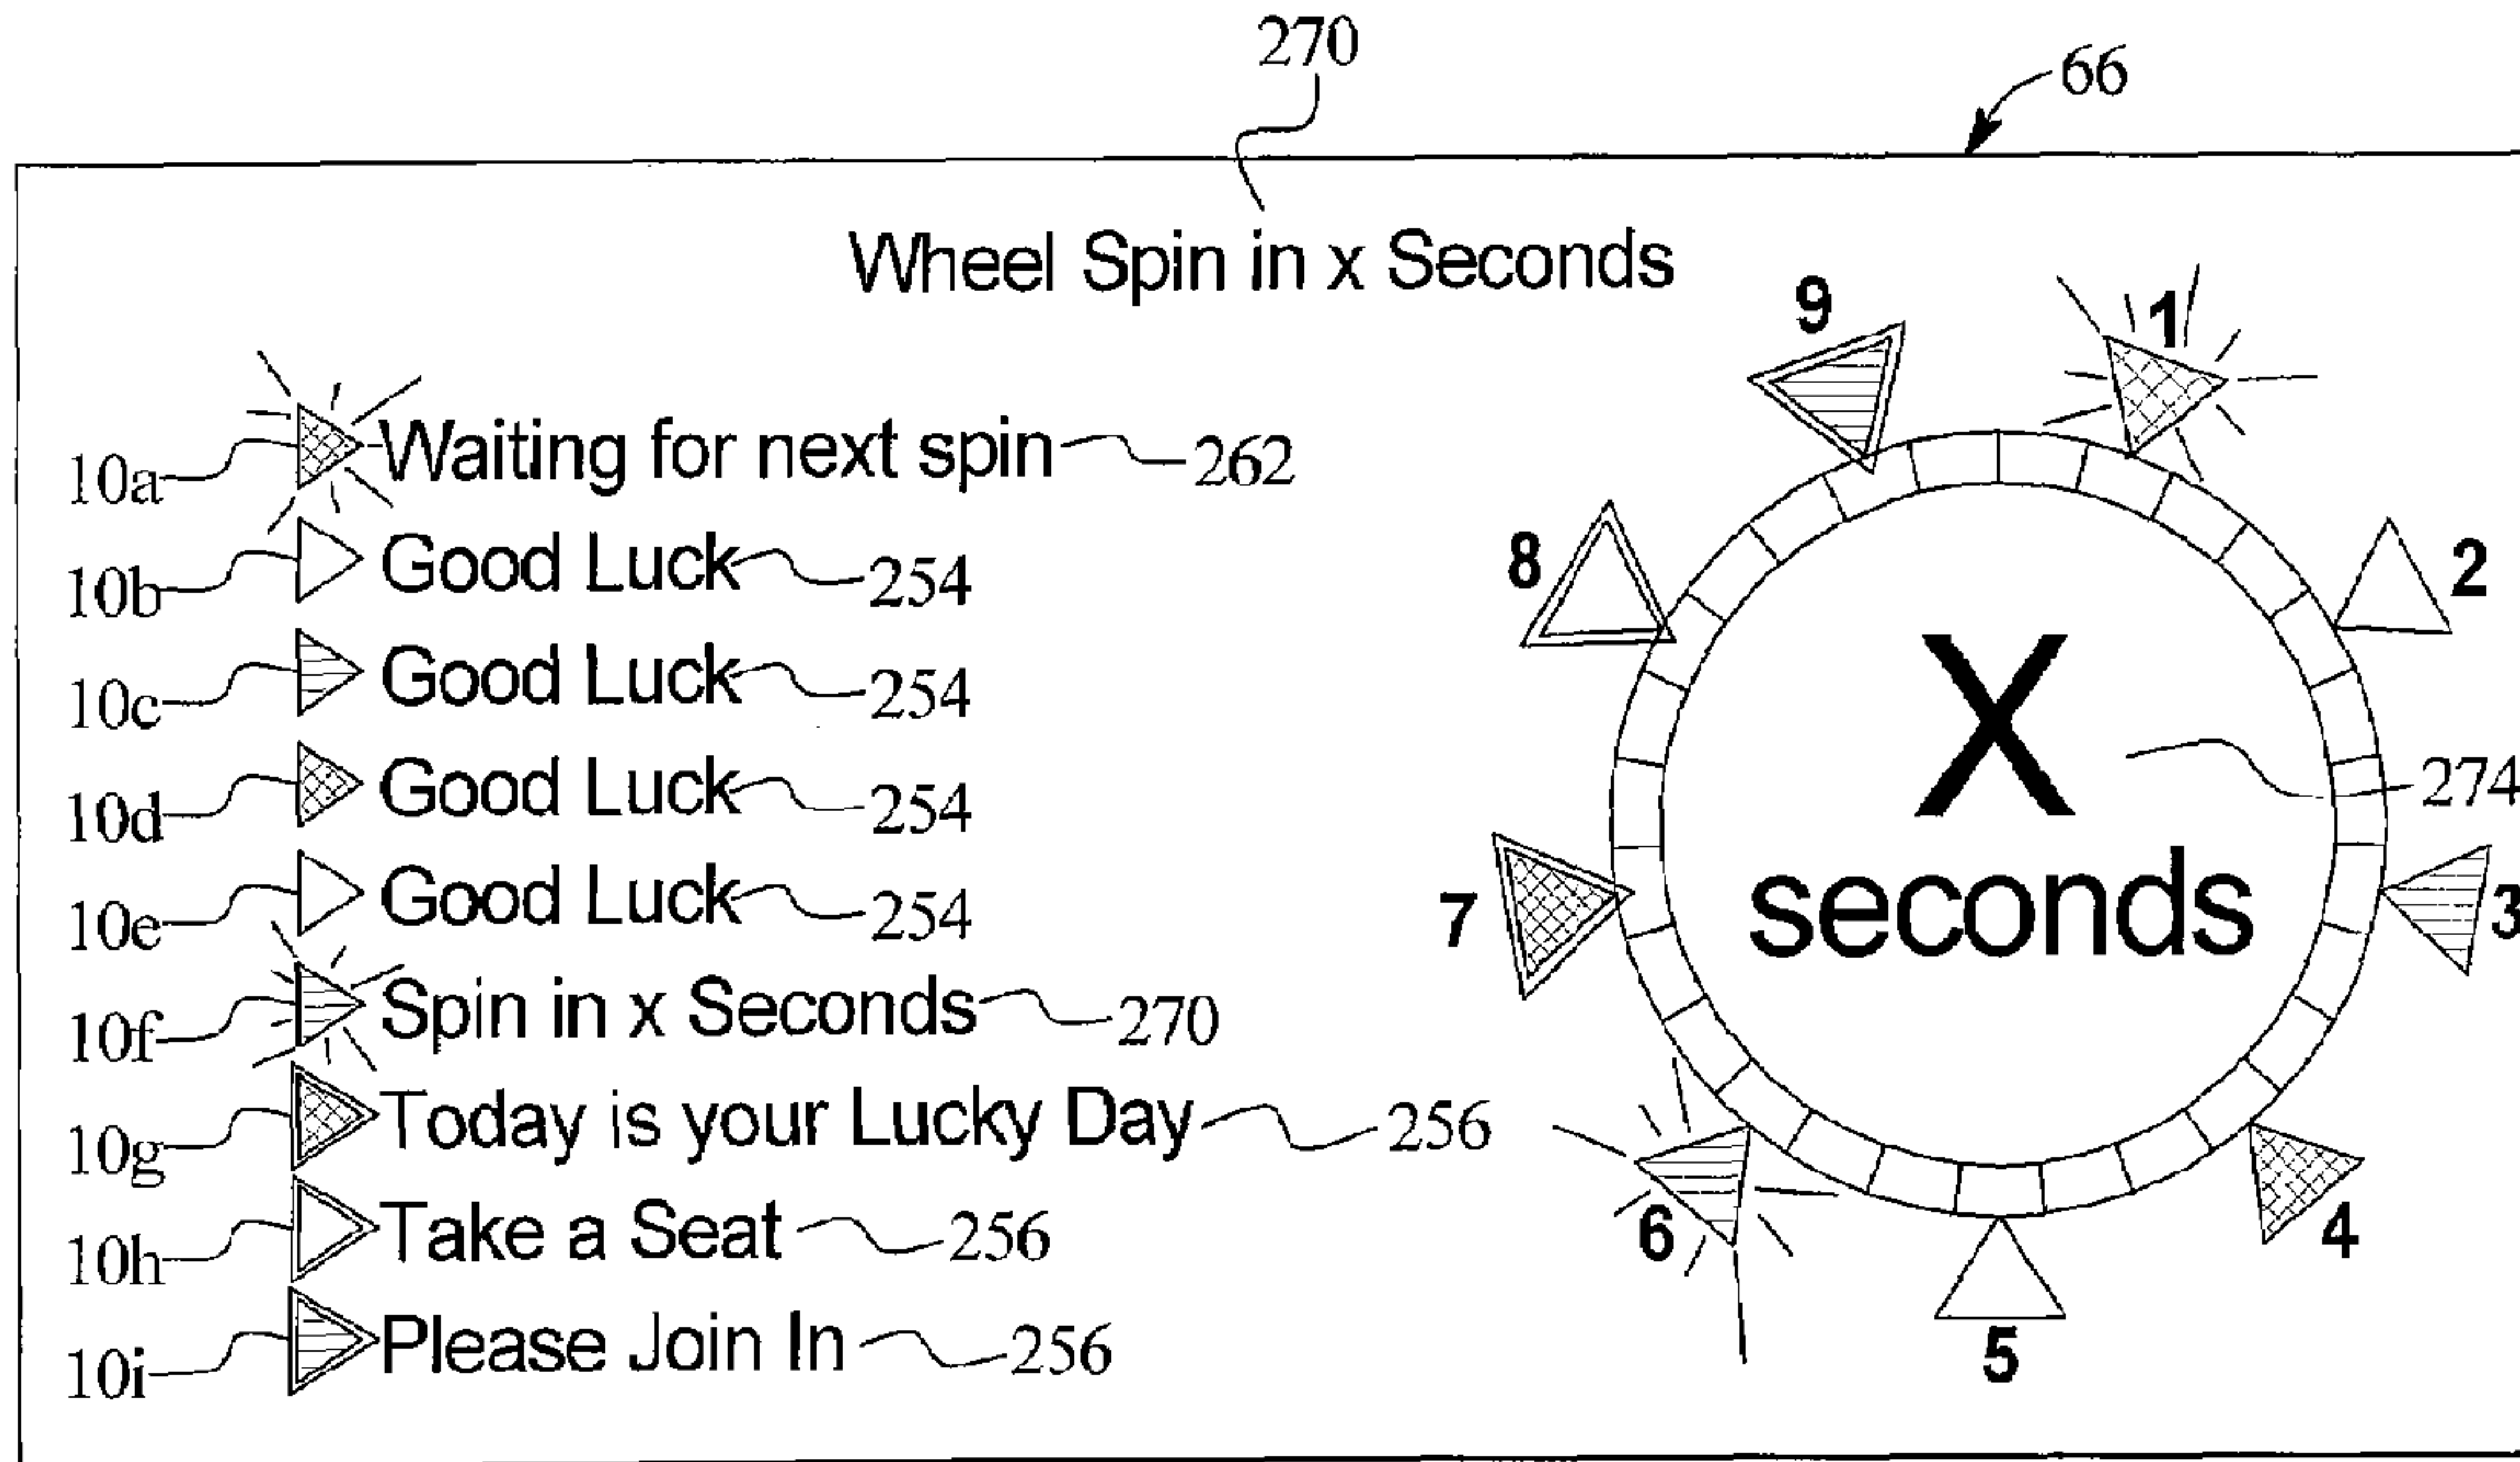 270
66
Wheel Spin in x Seconds
10a Waiting for next spin 262
10b Good Luck 254
10c Good Luck 254
10d Good Luck 254
10e Good Luck 254
10f Spin in x Seconds 270
10g Today is your Lucky Day 256
10h Take a Seat 256
10i Please Join In 256
9
1
8
2
X
274
seconds
7
3
6
4
5